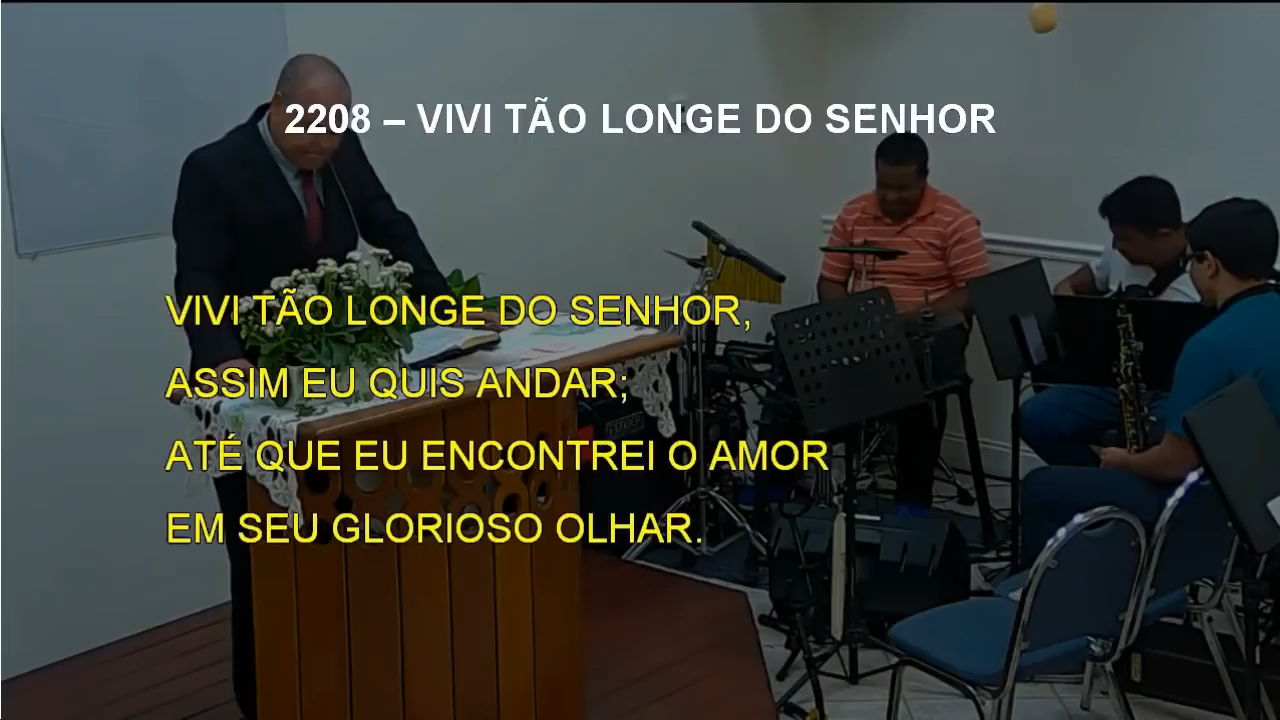 2208 – VIVI TÃO LONGE DO SENHOR
VIVI TÃO LONGE DO SENHOR,
ASSIM EU QUIS ANDAR;
ATÉ QUE EU ENCONTREI O AMOR
EM SEU GLORIOSO OLHAR.